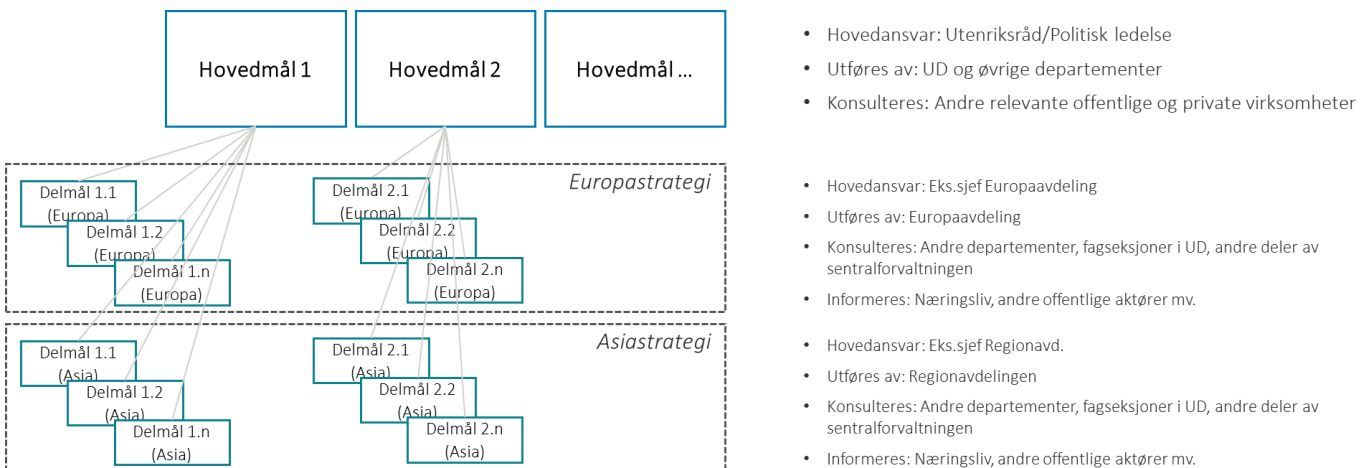 Hovedmål 1
Hovedmål 2
Hovedmål ...
• Hovedansvar: Utenriksråd/Politisk ledelse
• Utføres av: UD og øvrige departementer
• Konsulteres: Andre relevante offentlige og private virksomheter
Europastrategi
Delmål 1.1
(Europa)
Delmål 1.2
(Europa)
Delmål 1.n
(Europa)
Delmål 2.1
(Europa)
Delmål 2.2
(Europa)
Delmål 2.n
(Europa)
• Hovedansvar: Eks.sjef Europaavdeling
• Utføres av: Europaavdeling
• Konsulteres: Andre departementer, fagseksjoner i UD, andre deler av
sentralforvaltningen
• Informeres: Næringsliv, andre offentlige aktører mv.
Asiastrategi
Delmål 1.1
(Asia)
Delmål 1.2
(Asia)
Delmål 1.n
(Asia)
Delmål 2.1
(Asia)
Delmål 2.2
(Asia)
Delmål 2.n
(Asia)
• Hovedansvar: Eks.sjef Regionavd.
• Utføres av: Regionavdelingen
• Konsulteres: Andre departementer, fagseksjoner i UD, andre deler av
sentralforvaltningen
• Informeres: Næringsliv, andre offentlige aktører mv.